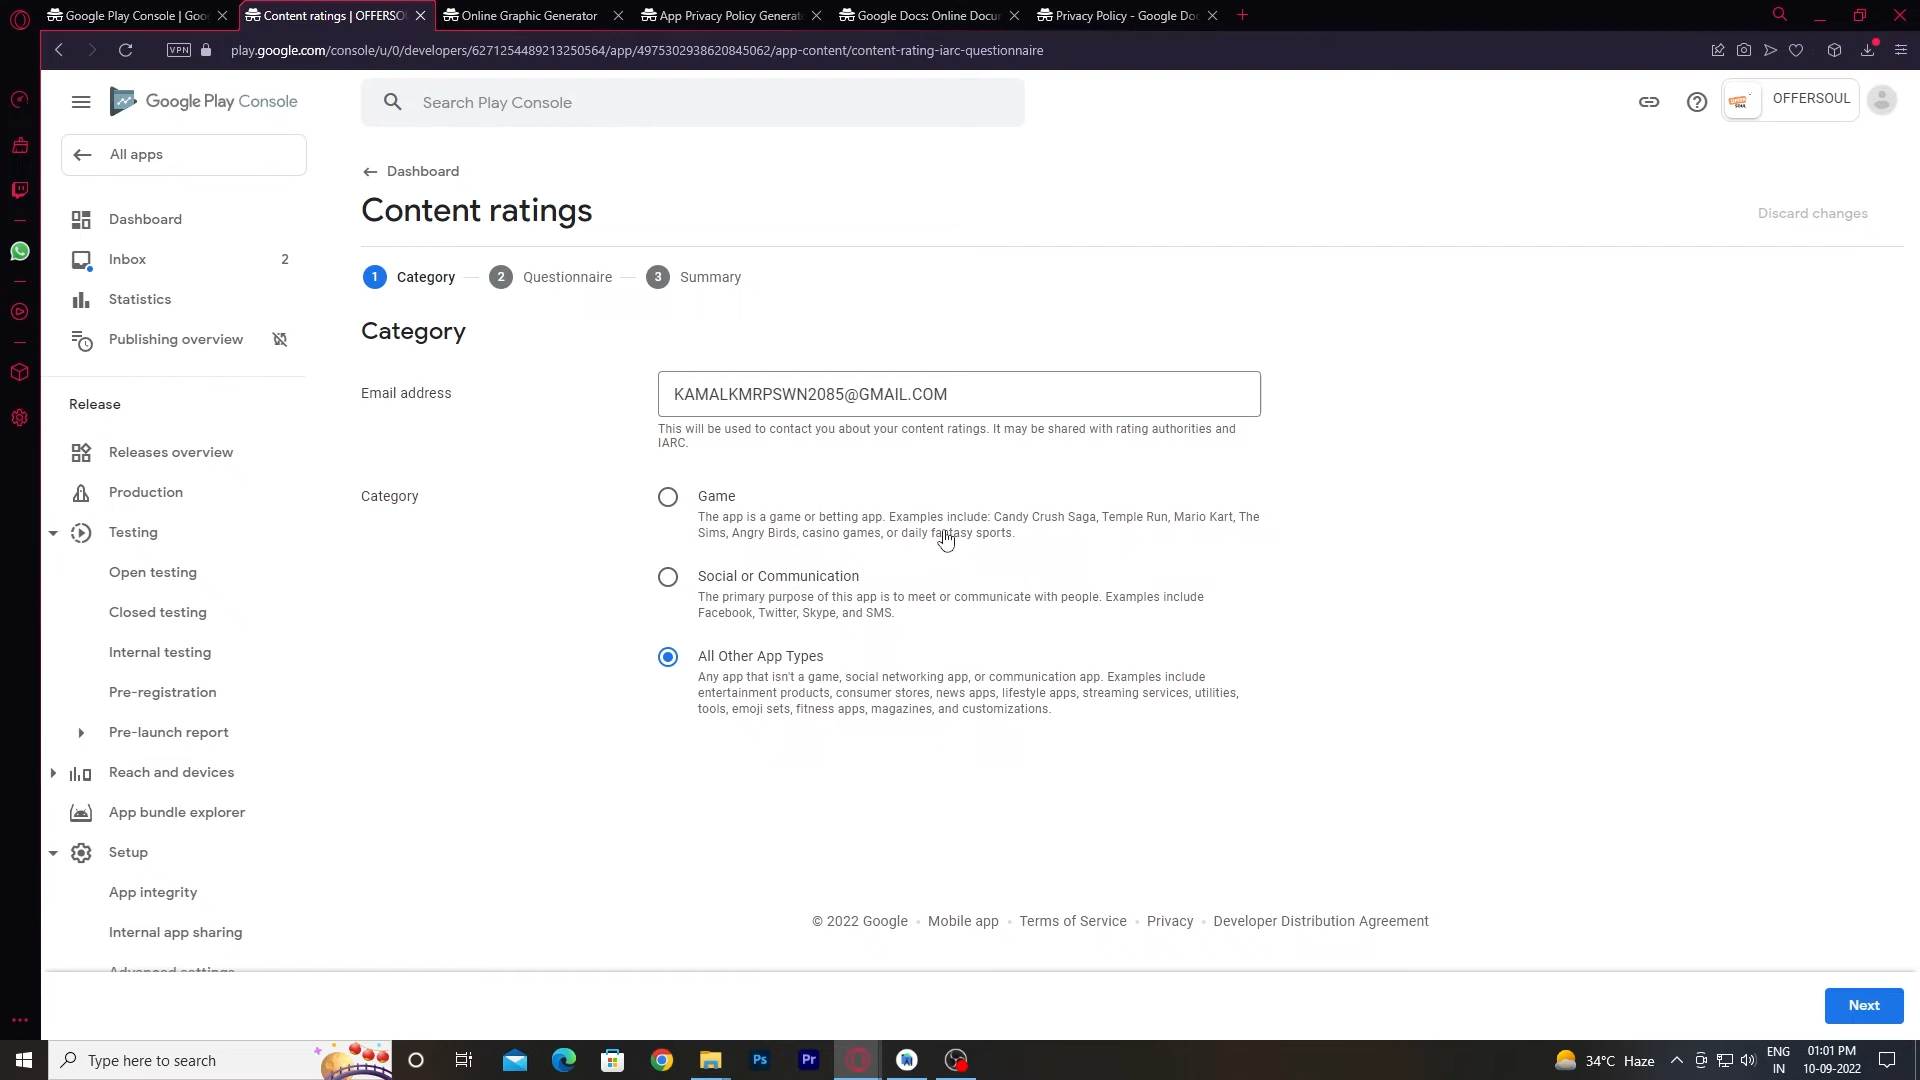 Google Play Console | Goo
Content ratings | OFFERSO
Online Graphic Generator
App Privacy Policy Generat
Google Docs: Online Docu
Privacy Policy - Google Do
VPN
play.google.com/console/u/0/developers/6271254489213250564/app/4975302938620845062/app-content/content-rating-iarc-questionnaire
Google Play Console
Search Play Console
OFFERSOUL
All apps
Dashboard
Content ratings
Discard changes
Dashboard
Inbox 2
Statistics
Publishing overview
Release
Releases overview
Production
Testing
Open testing
Closed testing
Internal testing
Pre-registration
Pre-launch report
Reach and devices
App bundle explorer
Setup
App integrity
Internal app sharing
Advanced settings
1 Category 2 Questionnaire 3 Summary
Category
Email address
KAMALKMRPSWN2085@GMAIL.COM
This will be used to contact you about your content ratings. It may be shared with rating authorities and
IARC.
Category
Game
The app is a game or betting app. Examples include: Candy Crush Saga, Temple Run, Mario Kart, The
Sims, Angry Birds, casino games, or daily fantasy sports.
Social or Communication
The primary purpose of this app is to meet or communicate with people. Examples include
Facebook, Twitter, Skype, and SMS.
All Other App Types
Any app that isn't a game, social networking app, or communication app. Examples include
entertainment products, consumer stores, news apps, lifestyle apps, streaming services, utilities,
tools, emoji sets, fitness apps, magazines, and customizations.
© 2022 Google • Mobile app • Terms of Service • Privacy • Developer Distribution Agreement
Next
Type here to search
Ps
Pr
34°C Haze
ENG
IN
01:01 PM
10-09-2022